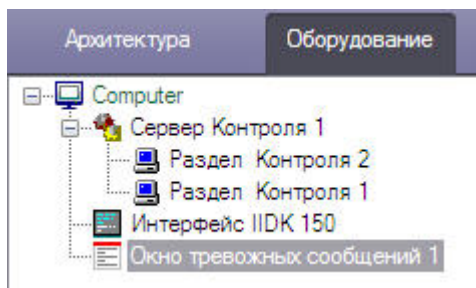 Архитектура
Оборудование
Computer
Сервер Контроля 1
Раздел Контроля 2
Раздел Контроля 1
Интерфейс IIDK 150
Окно тревожных сообщений 1